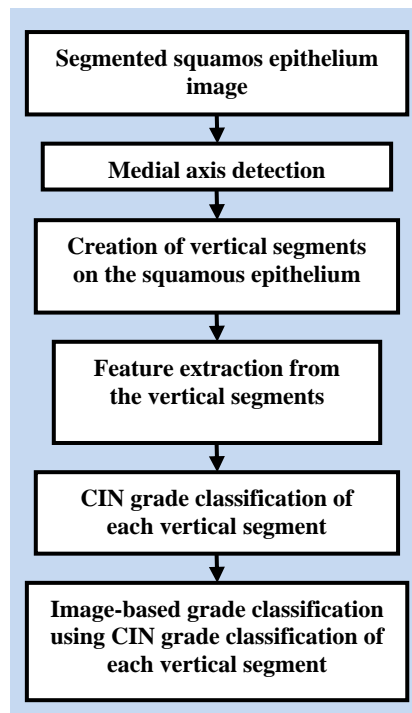 Segmented squamos epithelium
image
Medial axis detection
Creation of vertical segments
on the squamous epithelium
Feature extraction from
the vertical segments
CIN grade classification of
each vertical segment
Image-based grade classification
using CIN grade classification of
each vertical segment